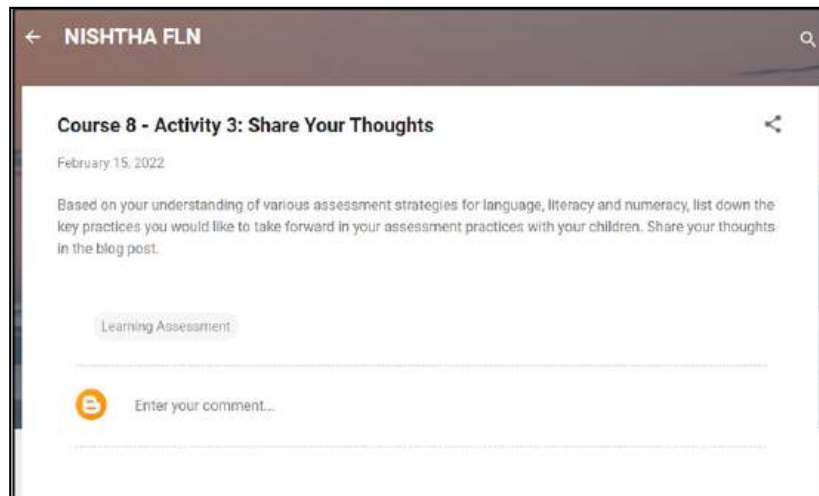 NISHTHA FLN
Course 8 - Activity 3: Share Your Thoughts
February 15, 2022
Based on your understanding of various assessment strategies for language, literacy and numeracy, list down the
key practices you would like to take forward in your assessment practices with your children. Share your thoughts
in the blog post.
Learning Assessment
Enter your comment...